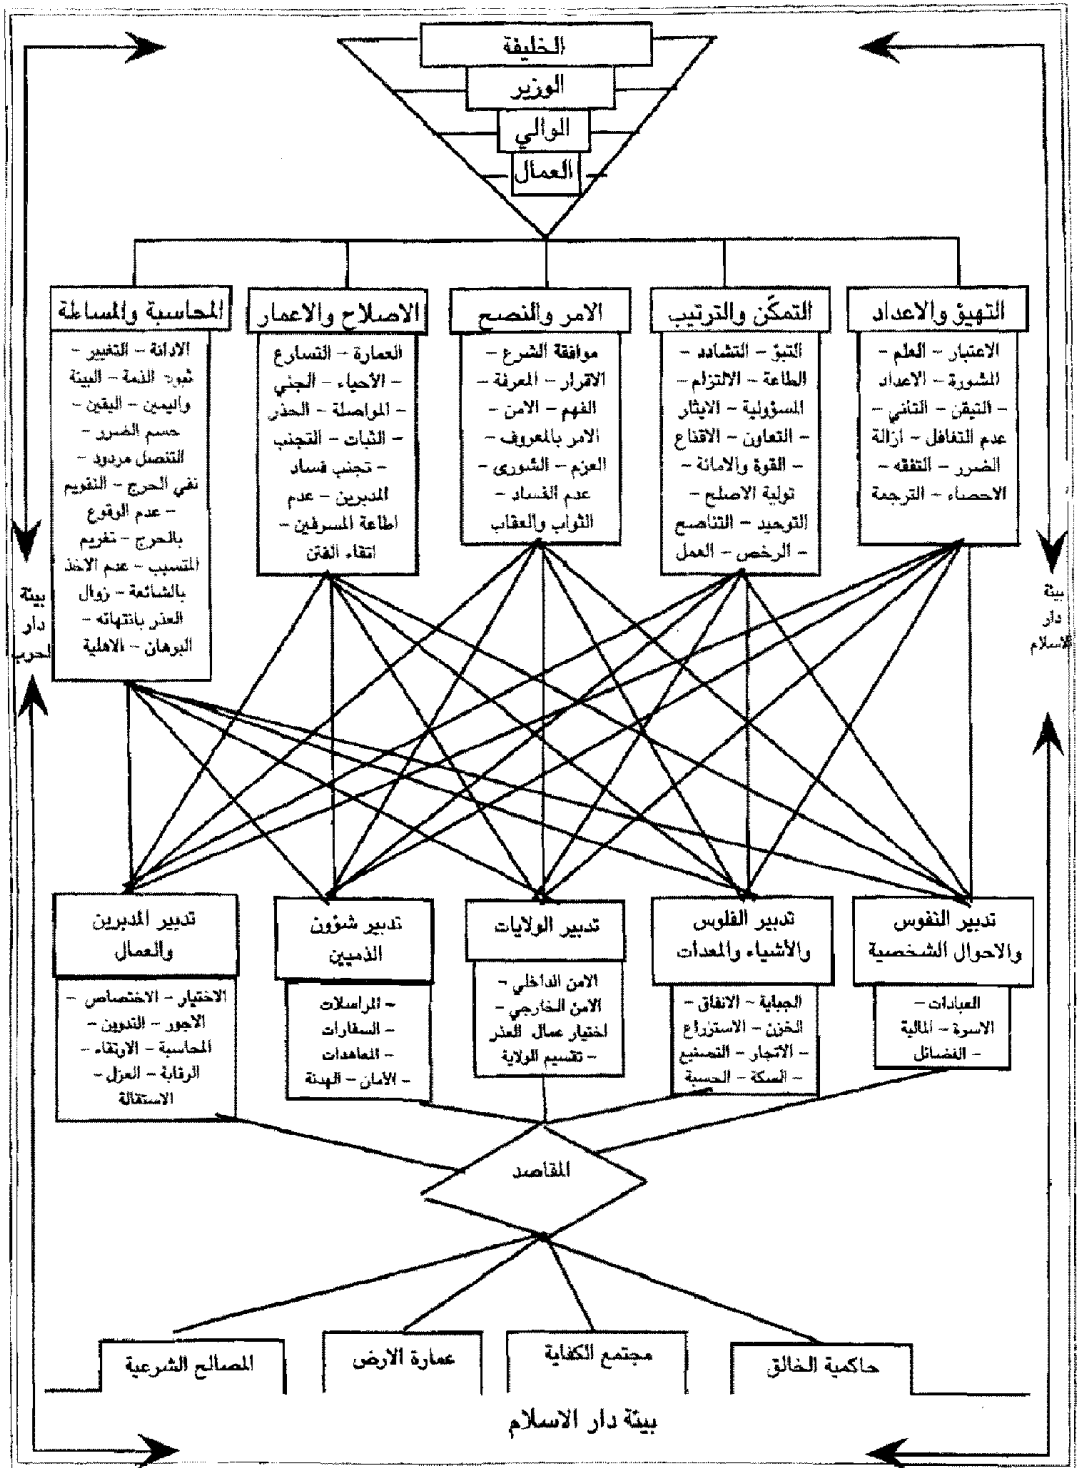 الخليفة
الوزير
الوالي
العمال
التهيؤ والاعداد
الاعتبار - العلم -
المشورة - الاعداد
- التيقن - التاني -
عدم التغافل - ازالة
الضرر - التفقه -
الاحصاء - الترجمة
التمكّن والترتيب
التبؤ - التشادد -
الطاعة - الالتزام -
المسؤولية - الايثار
- التعاون - الاقناع
- القوة والامانة -
تولية الاصلح -
التوحيد - التناصح
- الرخص - العمل
الامر والنصح
موافقة الشرع -
الاقرار - المعرفة -
الفهم - الامن -
الامر بالمعروف -
العزم - الشورى -
عدم الفساد -
الثواب والعقاب
الاصلاح والاعمار
العمارة - التسارع
- الأحياء - الجني
- المواصلة - الحذر
- الثبات - التجنب
- تجنب فساد
المدبرين - عدم
اطاعة المسرفين -
اتقاء الفتن
المحاسبة والمساءلة
الادانة - التغيير -
الذمة - البينة
واليمين - اليقين -
حسم الضرر -
التنصل مردود -
نفي الحرج - التقويم
- عدم الوقوع
بالحرج - تغريم
المتسبب - عدم الاخذ
بالشائعة - زوال
العذر بانتهائه -
البرهان - الاهلية
بيئة
دار
الاسلام
بيئة
دار
الحرب
تدبير النفوس
والاحوال الشخصية
العبادات -
الاسرة - المالية
- الفضائل
تدبير الفلوس
والأشياء والمعدات
الجباية - الانفاق -
الخزن - الاستزراع
- الاتجار - التصنيع
- السكة - الحسبة
تدبير الولايات
الامن الداخلي -
الامن الخارجي -
اختيار عمال العذر
- تقسيم الولاية
تدبير شؤون
الذميين
- المراسلات
- السفارات
- المعاهدات
- الأمان - الهدنة
تدبير المدبرين
والعمال
الاختيار - الاختصاص -
الاجور - التدوين -
المحاسبة - الارتقاء -
الرقابة - العزل -
الاستقالة
المقاصد
حاكمية الخالق
مجتمع الكفاية
عمارة الارض
المصالح الشرعية
بيئة دار الاسلام